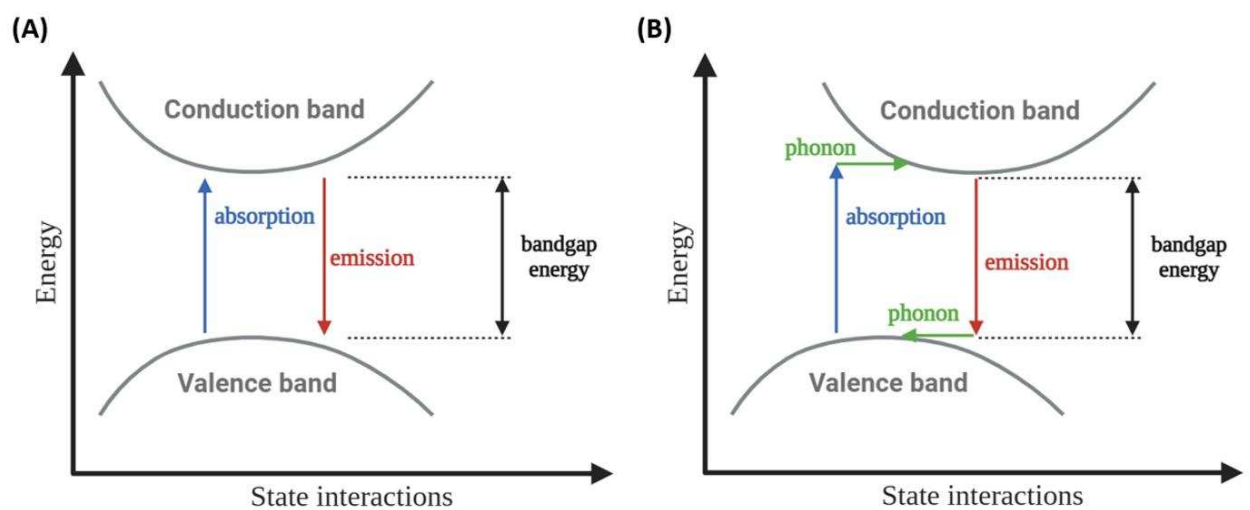 (A)
Conduction band
absorption
emission
bandgap
energy
Valence band
Energy
State interactions
(B)
Conduction band
phonon
absorption
emission
bandgap
energy
phonon
Valence band
Energy
State interactions